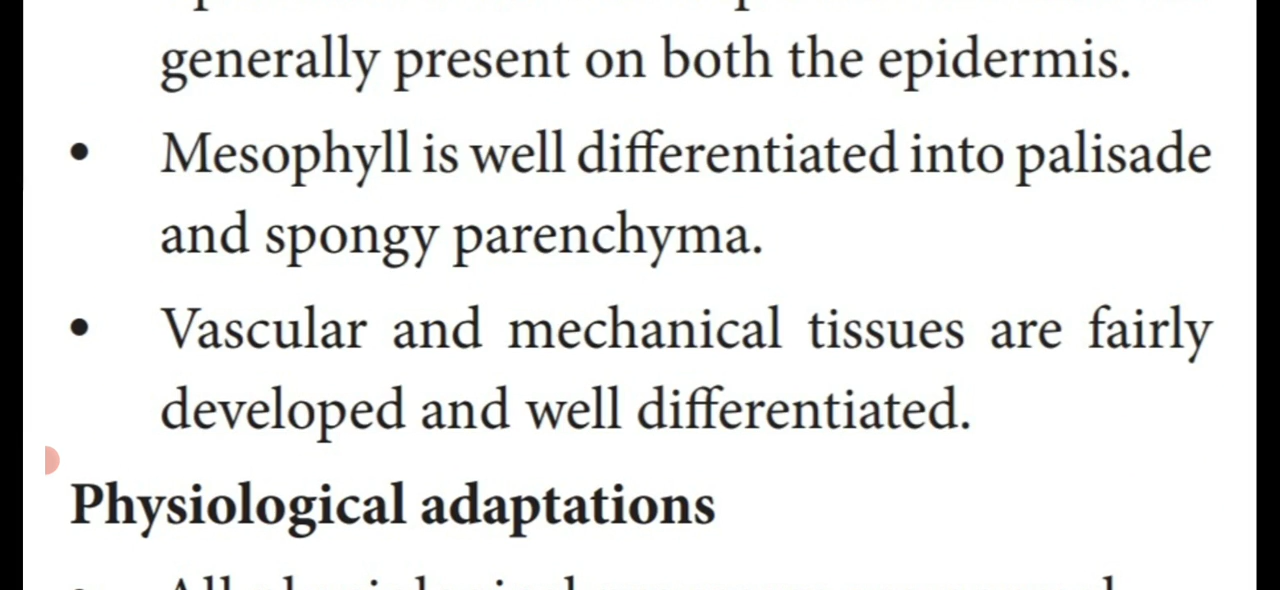 generally present on both the epidermis.
• Mesophyll is well differentiated into palisade
and spongy parenchyma.
• Vascular and mechanical tissues are fairly
developed and well differentiated.
Physiological adaptations